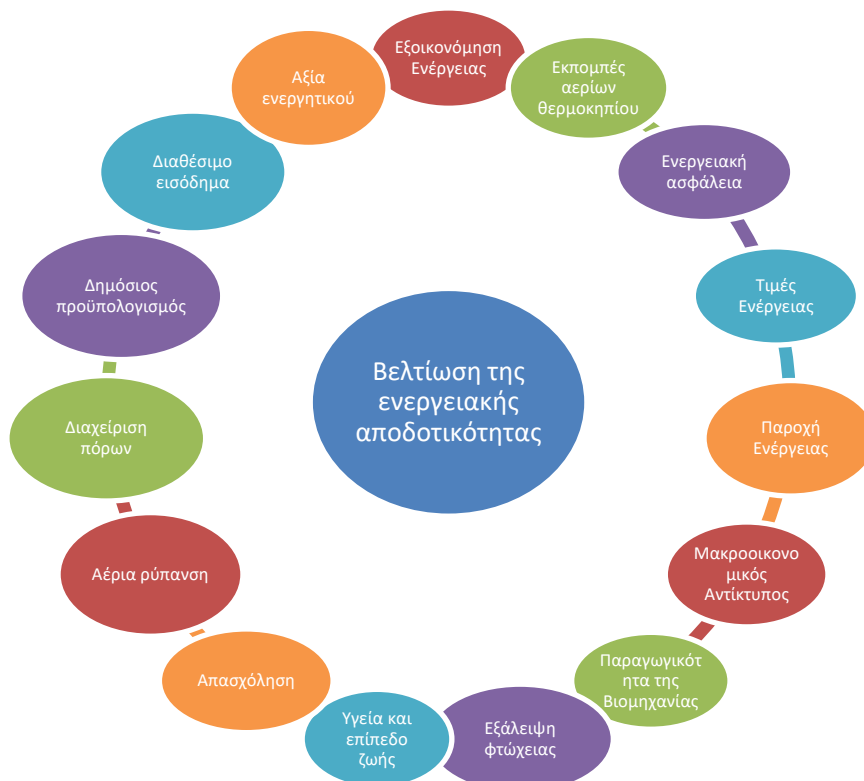 Εξοικονόμηση
Ενέργειας
Εκπομπές
αερίων
θερμοκηπίου
Ενεργειακή
ασφάλεια
Τιμές
Ενέργειας
Παροχή
Ενέργειας
Μακροοικονο
μικός
Αντίκτυπος
Παραγωγικότ
ητα της
Βιομηχανίας
Εξάλειψη
φτώχειας
Υγεία και
επίπεδο
ζωής
Απασχόληση
Αέρια ρύπανση
Διαχείριση
πόρων
Δημόσιος
προϋπολογισμός
Διαθέσιμο
εισόδημα
Αξία
ενεργητικού
Βελτίωση της
ενεργειακής
αποδοτικότητας